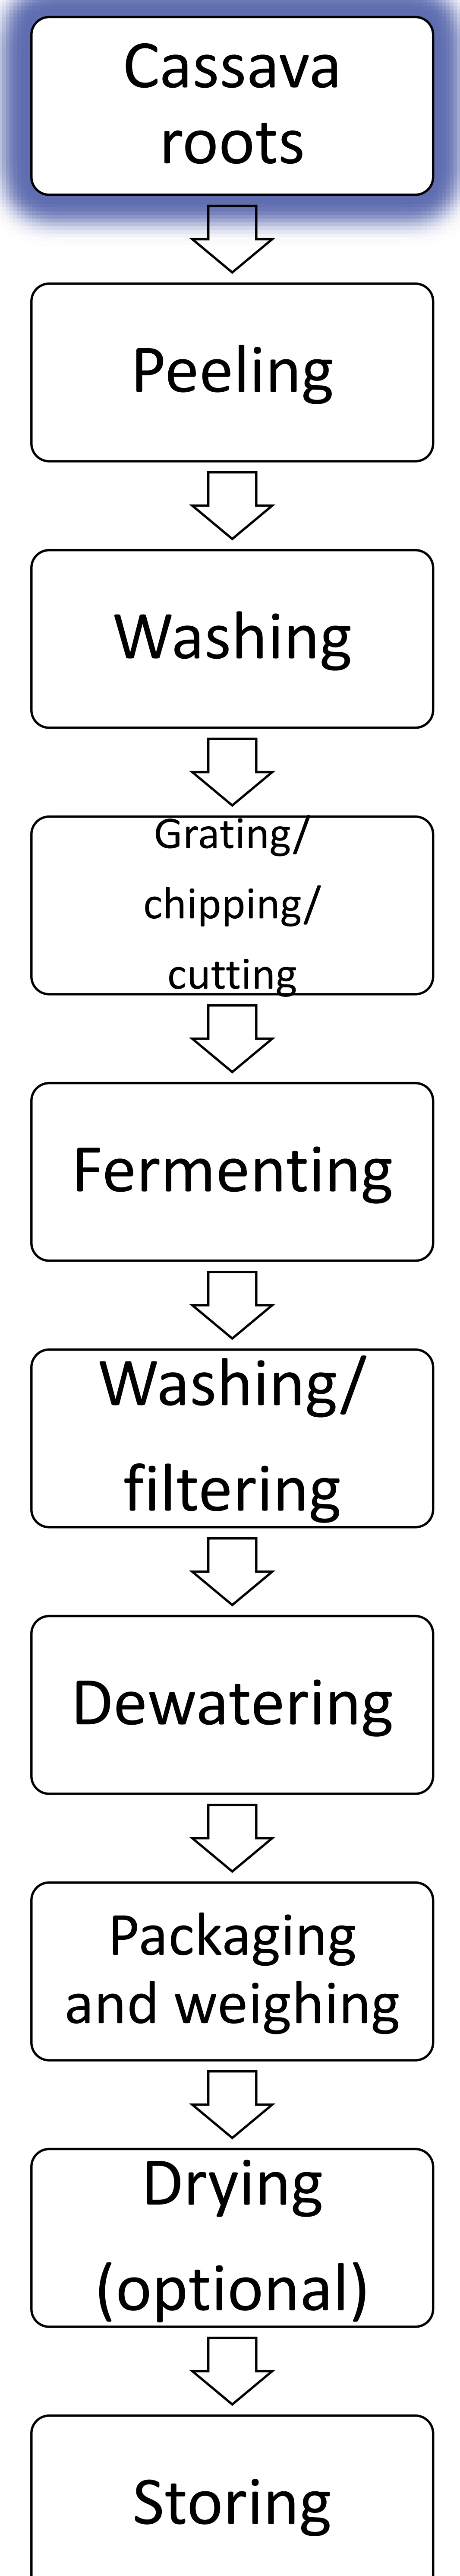 Cassava
roots
Peeling
Washing
Grating/
chipping/
cutting
Fermenting
Washing/
filtering
Dewatering
Packaging
and weighing
Drying
(optional)
Storing